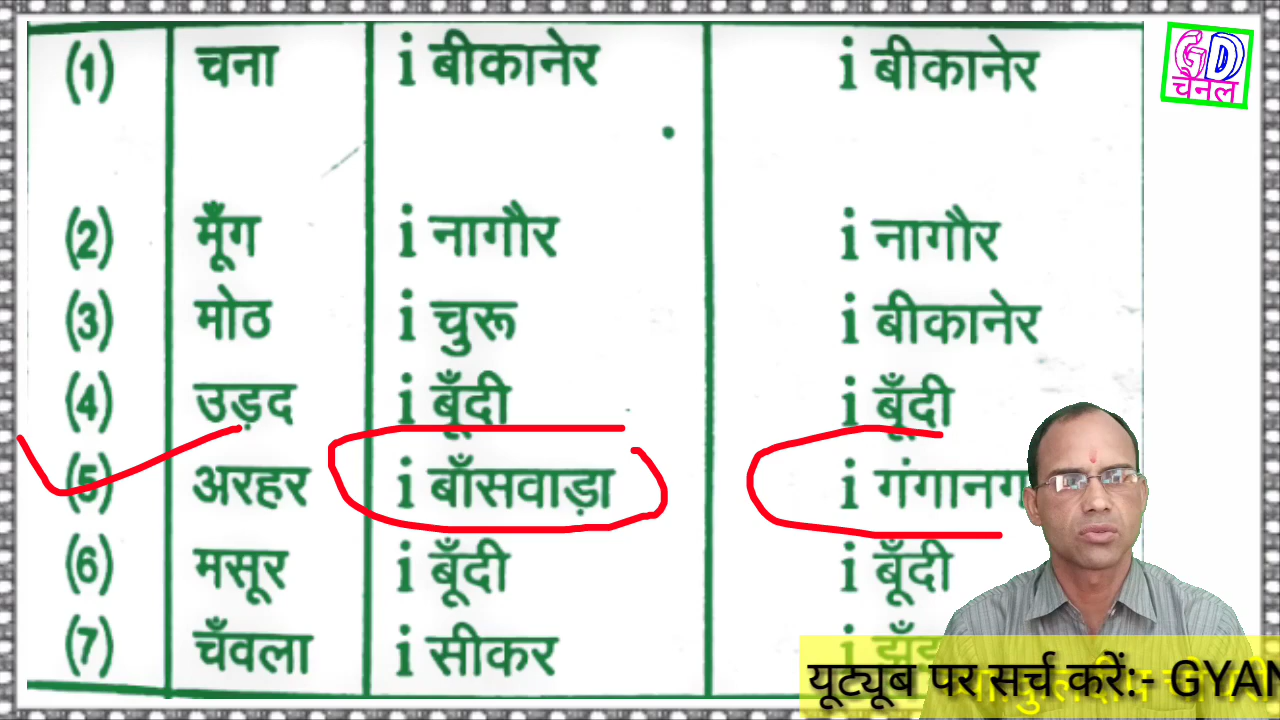 (1) चना i बीकानेर i बीकानेर
(2) मूँग i नागौर i नागौर
(3) मोठ i चुरू i बीकानेर
(4) उड़द i बूँदी i बूँदी
(5) अरहर i बाँसवाड़ा i गंगानग
(6) मसूर i बूँदी i बूँदी
(7) चँवला i सीकर i
GD
चैनल
यूट्यूब पर सर्च करें:- GYAN